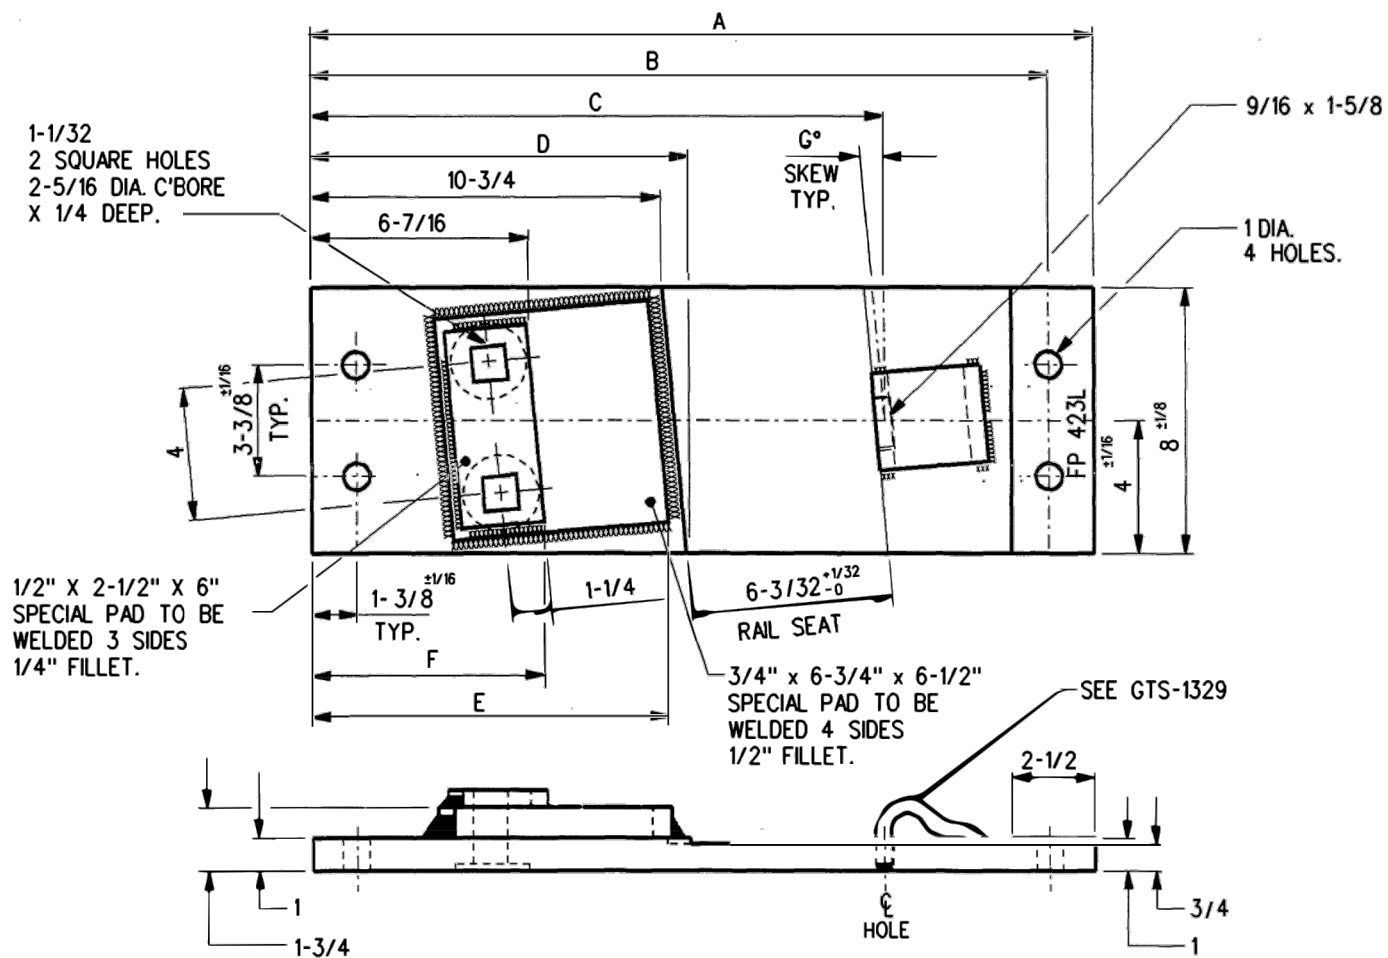 A
B
C
9/16 x 1-5/8
1-1/32
2 SQUARE HOLES
2-5/16 DIA. C'BORE
X 1/4 DEEP.
D
G°
SKEW
TYP.
10-3/4
6-7/16
1 DIA.
4 HOLES.
3-3/8 ±1/16
TYP.
4
FP 423L
4 ±1/16
8 ±1/8
1/2" X 2-1/2" X 6"
SPECIAL PAD TO BE
WELDED 3 SIDES
1/4" FILLET.
1-3/8 ±1/16
TYP.
1-1/4
6-3/32 +1/32 -0
RAIL SEAT
F
E
3/4" x 6-3/4" x 6-1/2"
SPECIAL PAD TO BE
WELDED 4 SIDES
1/2" FILLET.
SEE GTS-1329
2-1/2
1
1-3/4
℄
HOLE
3/4
1